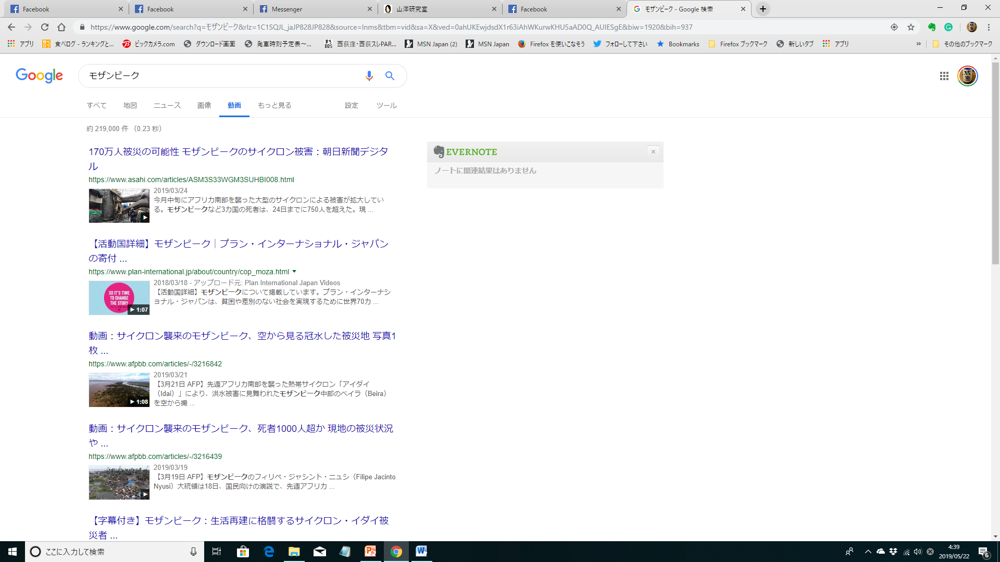 Facebook
Facebook
Messenger
山澤研究室
Facebook
モザンビーク - Google 検索
https://www.google.com/search?q=モザンビーク&rlz=1C1SQJL_jaJP828JP828&source=lnms&tbm=vid&sa=X&ved=0ahUKEwjdsdX1r63iAhWKurwKHU5aAD0Q_AUIESgE&biw=1920&bih=937
アプリ
食べログ - ランキングと...
ビックカメラ.com
ダウンロード画面
発車時刻予定表～...
西荻窪・西荻スレPAR...
MSN Japan (2)
MSN Japan
Firefox を使いこなそう
フォローして下さい
Bookmarks
Firefox ブックマーク
新しいタブ
アプリ
»
その他のブックマーク
Google
モザンビーク
すべて
地図
ニュース
画像
動画
もっと見る
設定
ツール
約 219,000 件 （0.23 秒）
170万人被災の可能性 モザンビークのサイクロン被害：朝日新聞デジタ
ル
https://www.asahi.com/articles/ASM3S33WGM3SUHBI008.html
2019/03/24
今月中旬にアフリカ南部を襲った大型のサイクロンによる被害が拡大してい
る。モザンビークなど3カ国の死者は、24日までに750人を超えた。現 ...
EVERNOTE
ノートに関連結果はありません
【活動国詳細】モザンビーク｜プラン・インターナショナル・ジャパン
の寄付 ...
https://www.plan-international.jp/about/country/cop_moza.html
2018/03/18 - アップロード元: Plan International Japan Videos
【活動国詳細】モザンビークについて掲載しています。プラン・インターナシ
ョナル・ジャパンは、貧困や差別のない社会を実現するために世界70カ ...
SO IT'S TIME
TO CHANGE
THE STORY
1:07
動画：サイクロン襲来のモザンビーク、空から見る冠水した被災地 写真1
枚 ...
https://www.afpbb.com/articles/-/3216842
2019/03/21
【3月21日 AFP】先週アフリカ南部を襲った熱帯サイクロン「アイダイ
（Idai）」により、洪水被害に見舞われたモザンビーク中部のベイラ（Beira）
を空から撮 ...
1:08
動画：サイクロン襲来のモザンビーク、死者1000人超か 現地の被災状況
や ...
https://www.afpbb.com/articles/-/3216439
2019/03/19
【3月19日 AFP】モザンビークのフィリペ・ジャシント・ニュシ（Filipe Jacinto
Nyusi）大統領は18日、国民向けの演説で、先週アフリカ ...
【字幕付き】モザンビーク：生活再建に格闘するサイクロン・イダイ被
災者 ...
ここに入力して検索
4:39
2019/05/22
6